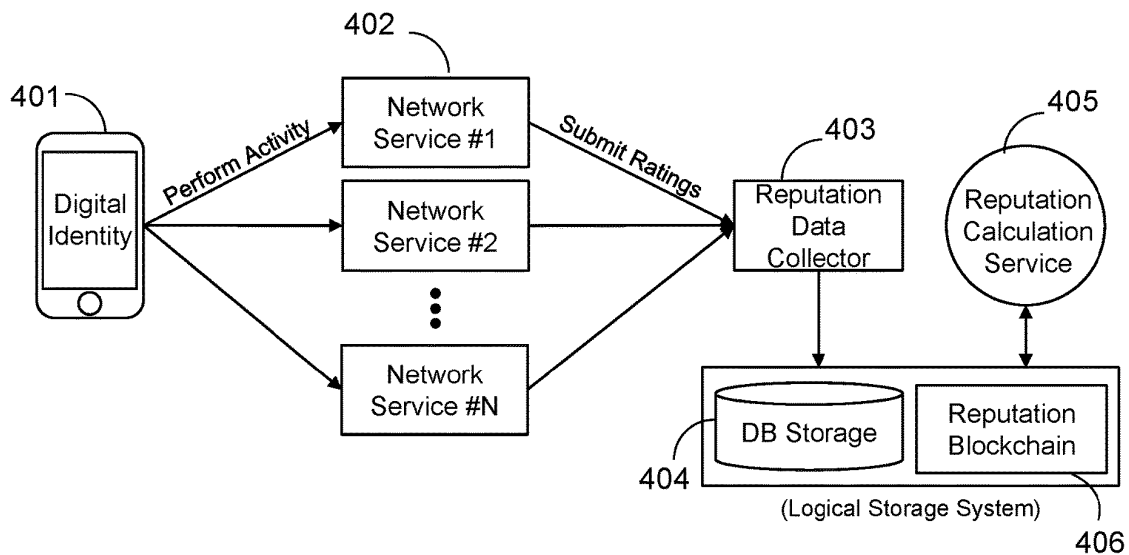 401
Digital
Identity
Perform Activity
402
Network
Service #1
Network
Service #2
Network
Service #N
Submit Ratings
403
Reputation
Data
Collector
405
Reputation
Calculation
Service
404
DB Storage
Reputation
Blockchain
(Logical Storage System)
406